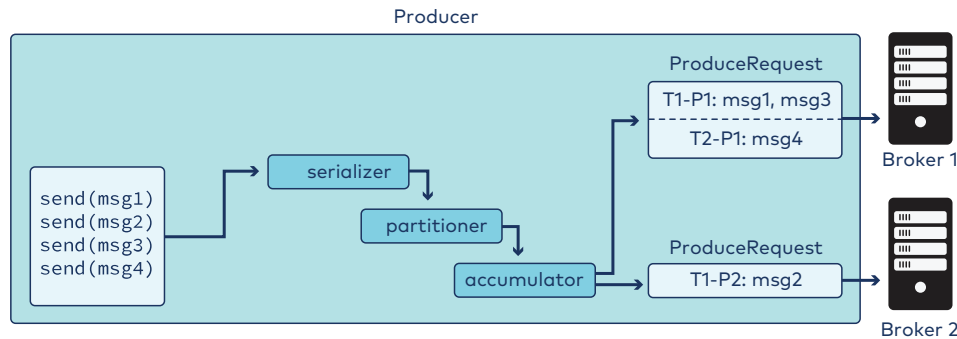 Producer
send(msg1)
send(msg2)
send(msg3)
send(msg4)
serializer
partitioner
accumulator
ProduceRequest
T1-P1: msg1, msg3
T2-P1: msg4
ProduceRequest
T1-P2: msg2
Broker 1
Broker 2